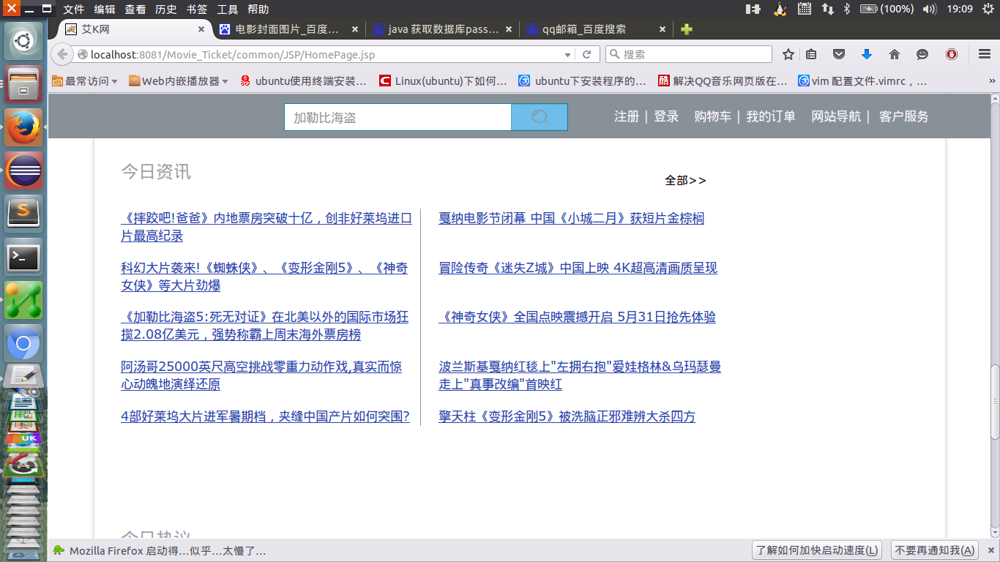 文件 编辑 查看 历史 书签 工具 帮助
(100%) 19:09
艾K网
电影封面图片_百度...
java 获取数据库pass...
qq邮箱_百度搜索
localhost:8081/Movie_Ticket/common/JSP/HomePage.jsp
搜索
最常访问
Web内嵌播放器
ubuntu使用终端安装...
Linux(ubuntu)下如何...
ubuntu下安装程序的...
解决QQ音乐网页版在...
vim 配置文件.vimrc，...
加勒比海盗
注册 | 登录 购物车 | 我的订单 网站导航 | 客户服务
今日资讯
全部>>
《摔跤吧!爸爸》内地票房突破十亿，创非好莱坞进口
片最高纪录
科幻大片袭来!《蜘蛛侠》、《变形金刚5》、《神奇
女侠》等大片劲爆
《加勒比海盗5:死无对证》在北美以外的国际市场狂
揽2.08亿美元，强势称霸上周末海外票房榜
阿汤哥25000英尺高空挑战零重力动作戏,真实而惊
心动魄地演绎还原
4部好莱坞大片进军暑期档，夹缝中国产片如何突围?
戛纳电影节闭幕 中国《小城二月》获短片金棕榈
冒险传奇《迷失Z城》中国上映 4K超高清画质呈现
《神奇女侠》全国点映震撼开启 5月31日抢先体验
波兰斯基戛纳红毯上"左拥右抱"爱娃格林&乌玛瑟曼
走上"真事改编"首映红
擎天柱《变形金刚5》被洗脑正邪难辨大杀四方
今日热议
UK
Mozilla Firefox 启动得...似乎...太慢了...
了解如何加快启动速度(L)
不要再通知我(A)